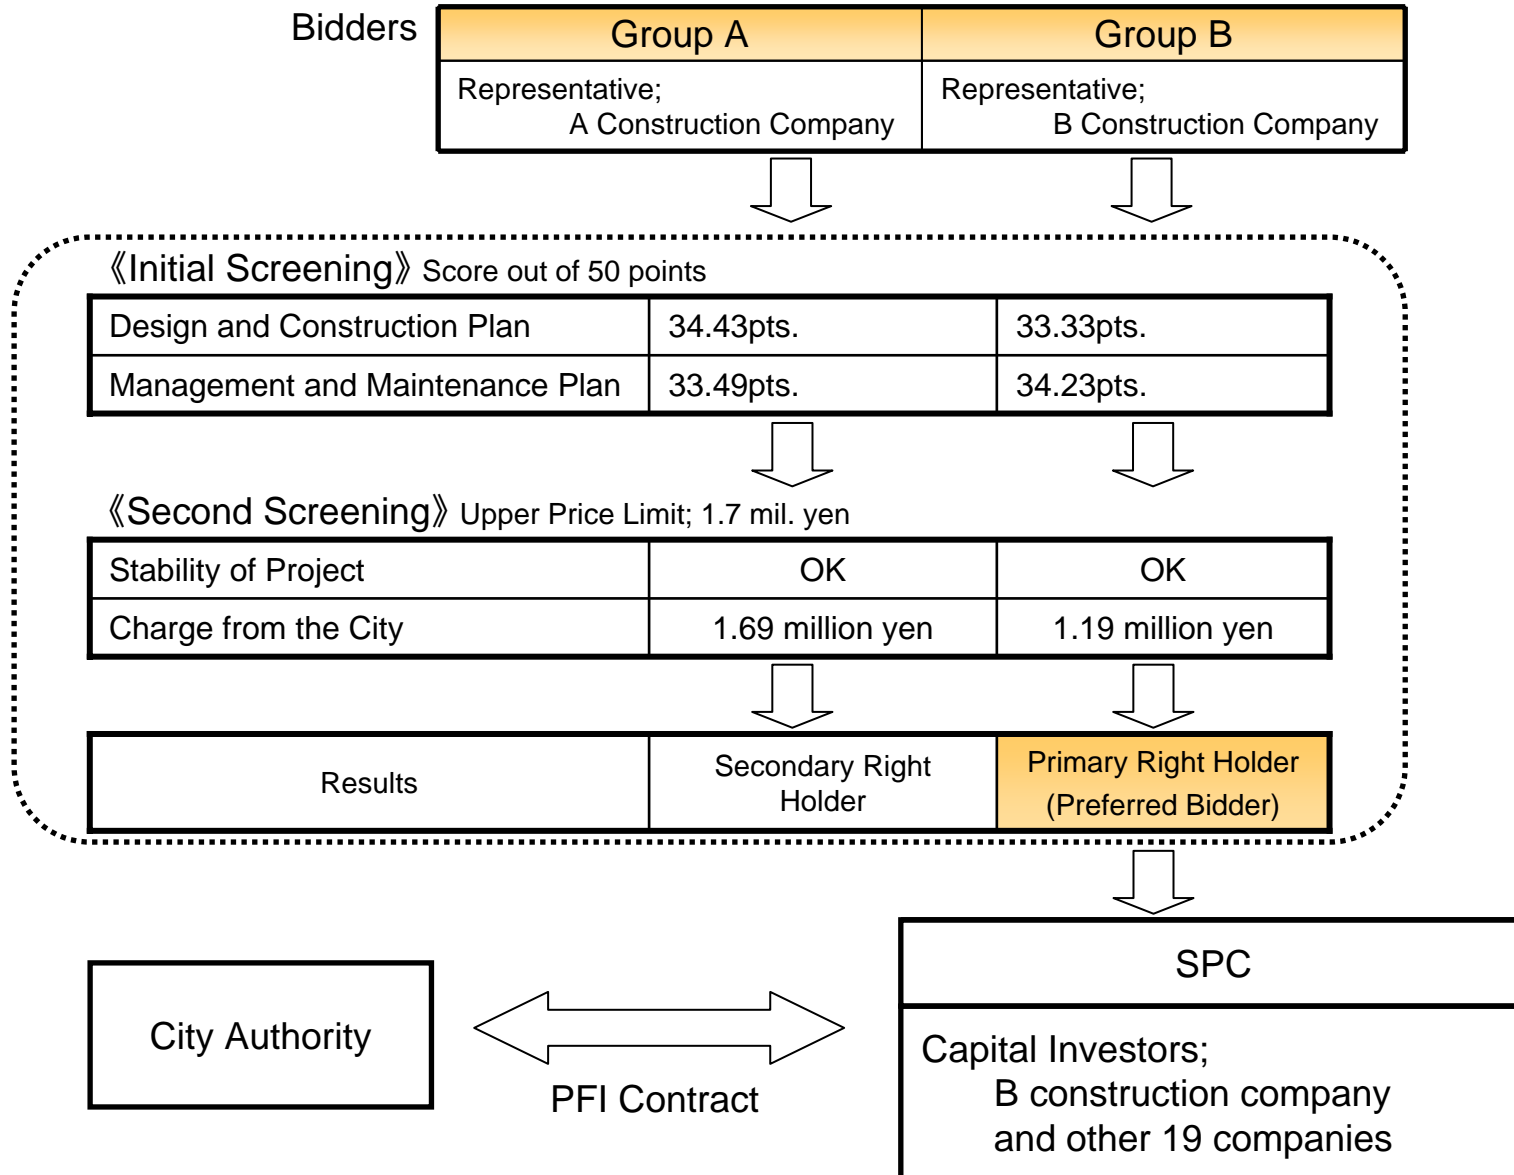 Bidders
Group A
Group B
Representative;
A Construction Company
Representative;
B Construction Company
《Initial Screening》 Score out of 50 points
Design and Construction Plan
34.43pts.
33.33pts.
Management and Maintenance Plan
33.49pts.
34.23pts.
《Second Screening》 Upper Price Limit; 1.7 mil. yen
Stability of Project
OK
OK
Charge from the City
1.69 million yen
1.19 million yen
Results
Secondary Right
Holder
Primary Right Holder
(Preferred Bidder)
SPC
City Authority
PFI Contract
Capital Investors;
B construction company
and other 19 companies